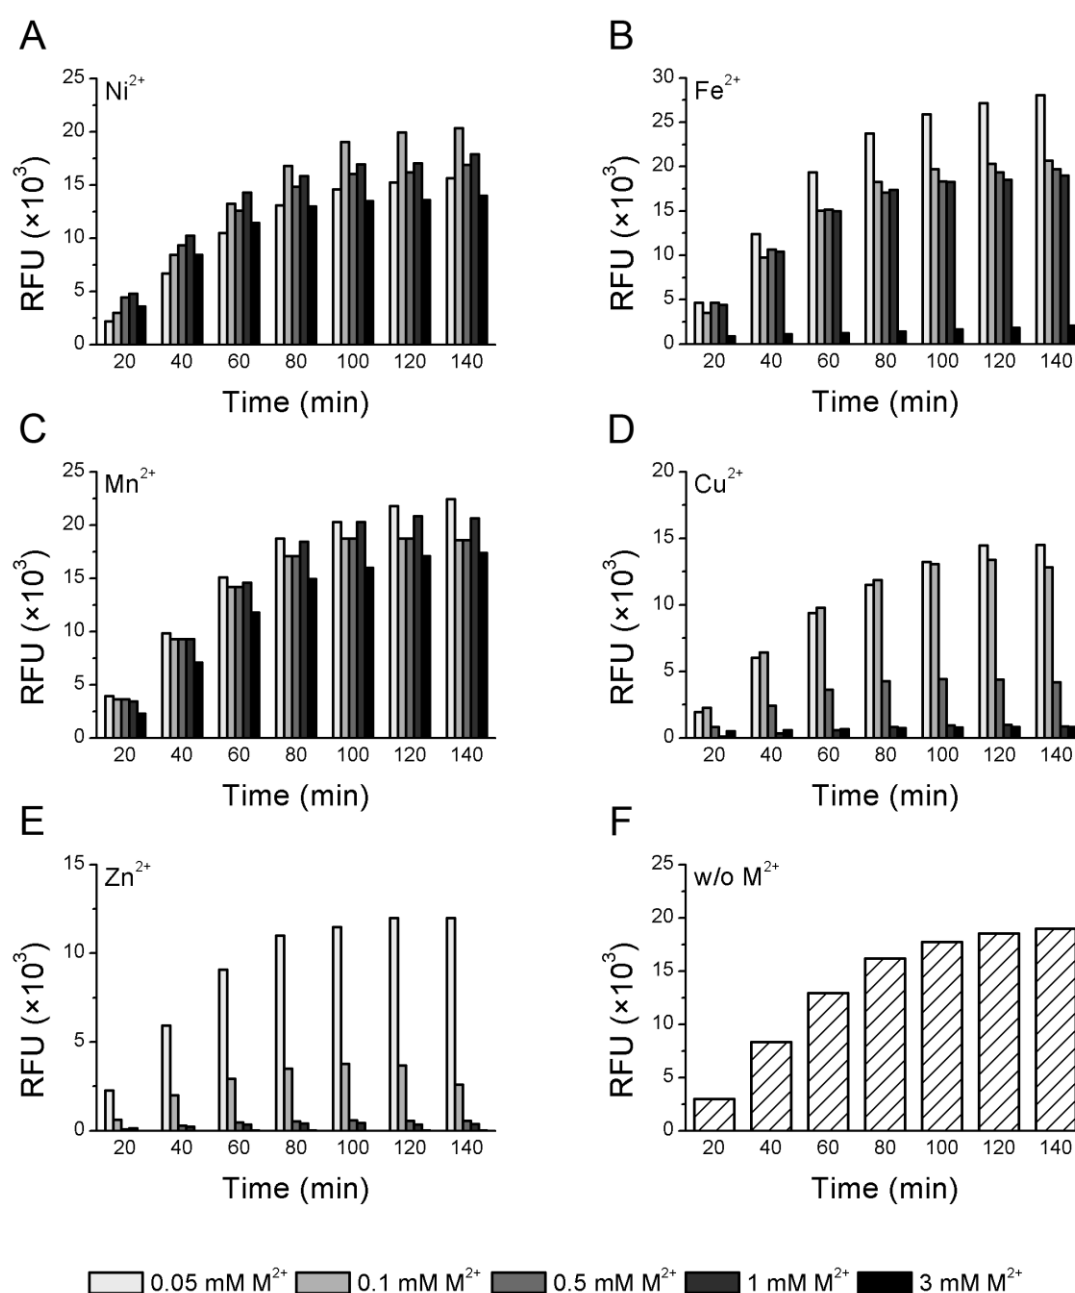 A
Ni²⁺
25
20
15
10
5
0
RFU (×10³)
20 40 60 80 100 120 140
Time (min)
B
Fe²⁺
30
25
20
15
10
5
0
RFU (×10³)
20 40 60 80 100 120 140
Time (min)
C
Mn²⁺
25
20
15
10
5
0
RFU (×10³)
20 40 60 80 100 120 140
Time (min)
D
Cu²⁺
20
15
10
5
0
RFU (×10³)
20 40 60 80 100 120 140
Time (min)
E
Zn²⁺
15
10
5
0
RFU (×10³)
20 40 60 80 100 120 140
Time (min)
F
w/o M²⁺
25
20
15
10
5
0
RFU (×10³)
20 40 60 80 100 120 140
Time (min)
0.05 mM M²⁺ 0.1 mM M²⁺ 0.5 mM M²⁺ 1 mM M²⁺ 3 mM M²⁺